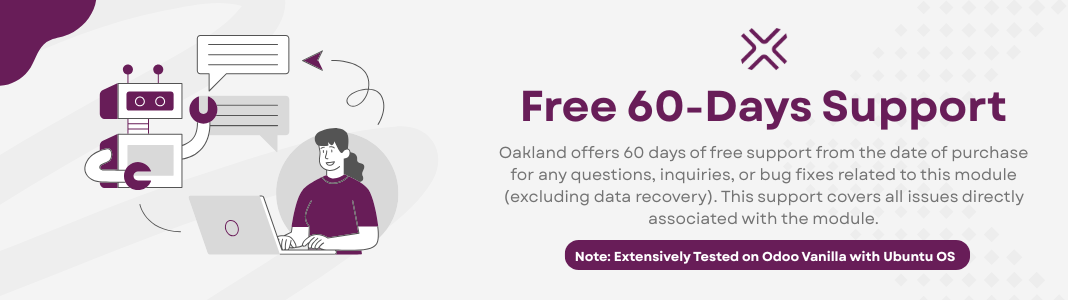 Free 60-Days Support
Oakland offers 60 days of free support from the date of purchase
for any questions, inquiries, or bug fixes related to this module
(excluding data recovery). This support covers all issues directly
associated with the module.
Note: Extensively Tested on Odoo Vanilla with Ubuntu OS